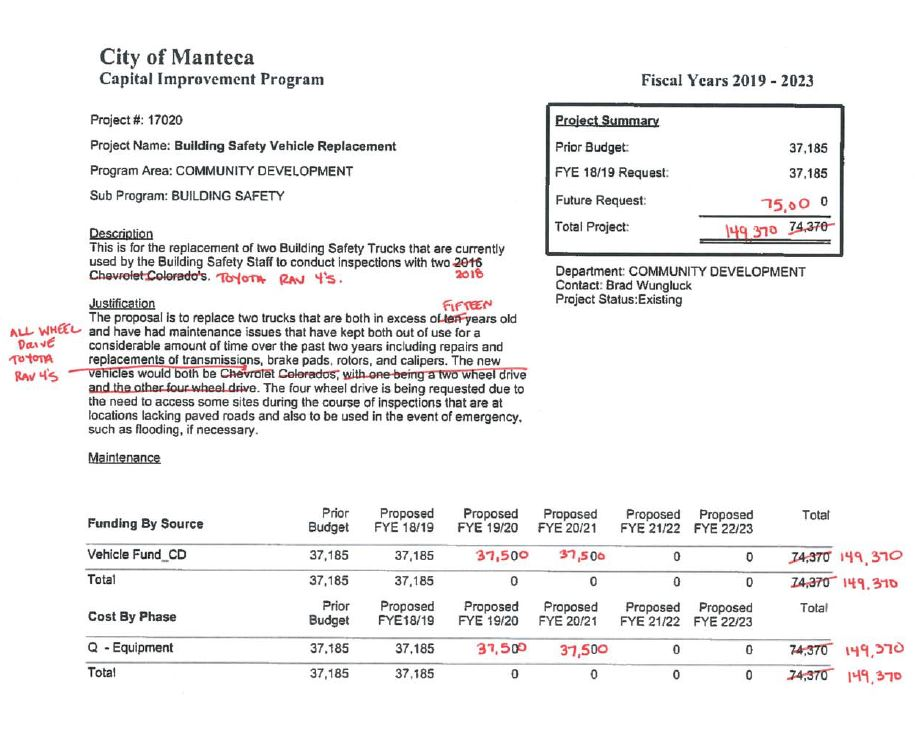 City of Manteca
Capital Improvement Program
Fiscal Years 2019 - 2023
Project #: 17020
Project Name: Building Safety Vehicle Replacement
Program Area: COMMUNITY DEVELOPMENT
Sub Program: BUILDING SAFETY
Project Summary
Prior Budget: 37,185
FYE 18/19 Request: 37,185
Future Request: 75,00 0
Total Project: 149,370 74,370
Department: COMMUNITY DEVELOPMENT
Contact: Brad Wungluck
Project Status:Existing
Description
This is for the replacement of two Building Safety Trucks that are currently
used by the Building Safety Staff to conduct inspections with two 2016
2018
Chevrolet Colorado's. TOYOTA RAV 4's.
Justification
FIFTEEN
The proposal is to replace two trucks that are both in excess of ten years old
and have had maintenance issues that have kept both out of use for a
considerable amount of time over the past two years including repairs and
replacements of transmissions, brake pads, rotors, and calipers. The new
vehicles would both be Chevrolet Colorados, with one being a two wheel drive
and the other four wheel drive. The four wheel drive is being requested due to
the need to access some sites during the course of inspections that are at
locations lacking paved roads and also to be used in the event of emergency,
such as flooding, if necessary.
ALL WHEEL
DRIVE
TOYOTA
RAV 4's
Maintenance
Funding By Source Prior Budget Proposed FYE 18/19 Proposed FYE 19/20 Proposed FYE 20/21 Proposed FYE 21/22 Proposed FYE 22/23 Total
Vehicle Fund_CD 37,185 37,185 37,500 37,500 0 0 74,370 149,370
Total 37,185 37,185 0 0 0 0 74,370 149,370
Cost By Phase Prior Budget Proposed FYE18/19 Proposed FYE 19/20 Proposed FYE 20/21 Proposed FYE 21/22 Proposed FYE 22/23 Total
Q - Equipment 37,185 37,185 37,500 37,500 0 0 74,370 149,370
Total 37,185 37,185 0 0 0 0 74,370 149,370